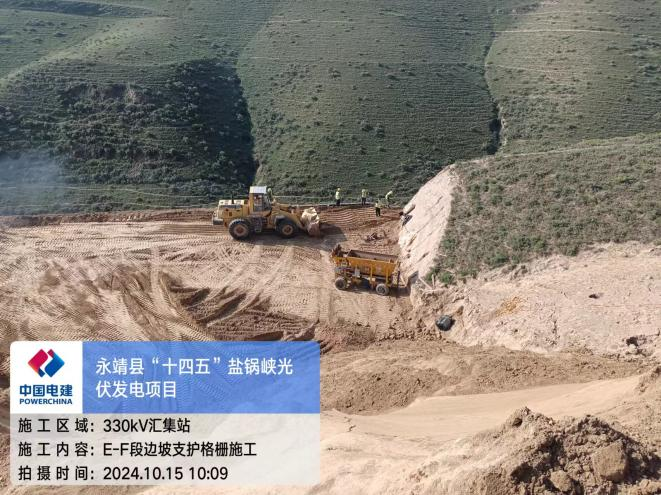 中国电建
POWERCHINA
永靖县“十四五”盐锅峡光
伏发电项目
施工区域：330kV汇集站
施工内容：E-F段边坡支护格栅施工
拍摄时间：2024.10.15 10:09